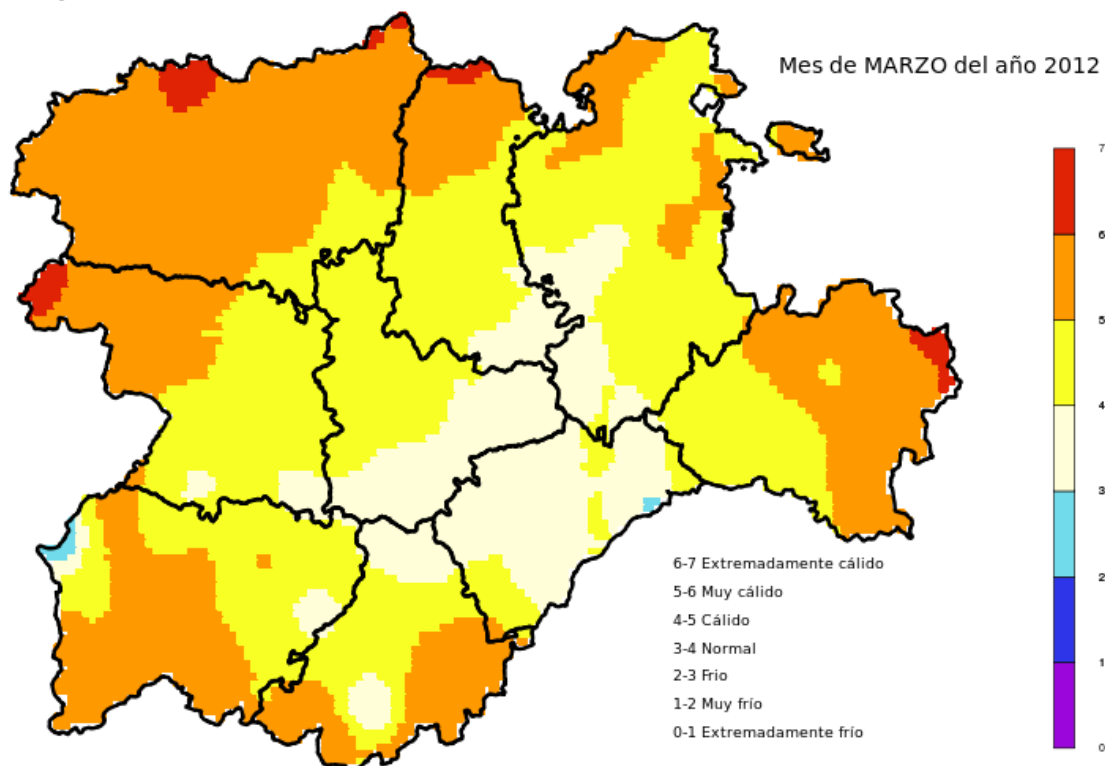 Mes de MARZO del año 2012
7
6
5
4
3
2
1
0
6-7 Extremadamente cálido
5-6 Muy cálido
4-5 Cálido
3-4 Normal
2-3 Frio
1-2 Muy frío
0-1 Extremadamente frío